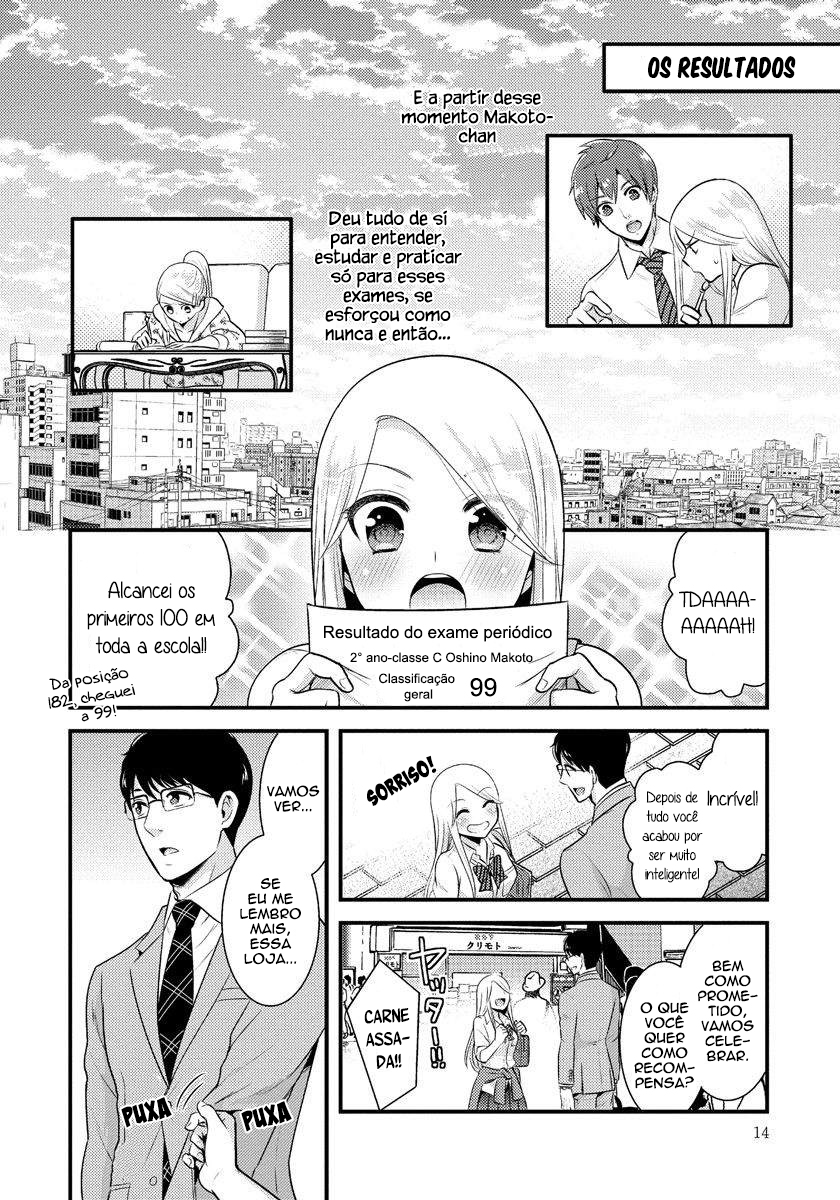 OS RESULTADOS
E a partir desse
momento Makoto-
chan
Deu tudo de sí
para entender,
estudar e praticar
só para esses
exames, se
esforçou como
nunca e então...
TDAAAA-
AAAAAH!
Alcancei os
primeiros 100 em
toda a escola!!
Da posição
182, cheguei
a 99!
Resultado do exame periódico
2° ano-classe C Oshino Makoto
Classificação
geral
99
Incrível!
Depois de
tudo você
acabou por
ser muito
inteligente!
SORRISO!
VAMOS
VER...
SE
EU ME
LEMBRO
MAIS,
ESSA
LOJA...
PUXA
PUXA
BEM
COMO
PROME-
TIDO,
VAMOS
CELE-
BRAR.
O QUE
VOCÊ
QUER
COMO
RECOM-
PENSA?
クリモト
ヤッター!!
CARNE
ASSA-
DA!!
14